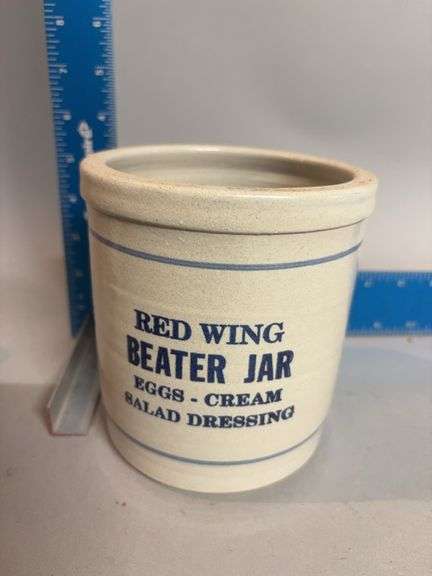 RED WING
BEATER JAR
EGGS - CREAM
SALAD DRESSING